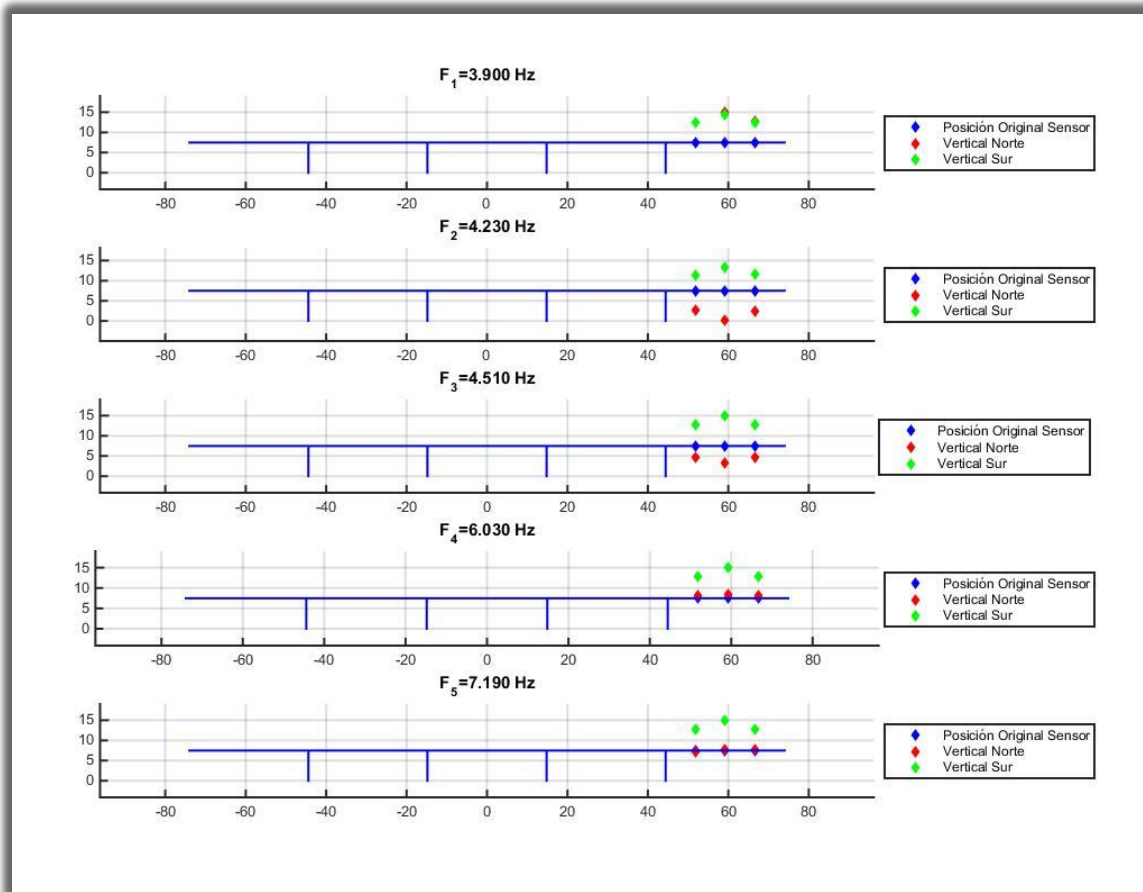 F1=3.900 Hz
15
10
5
0
-80 -60 -40 -20 0 20 40 60 80
Posición Original Sensor
Vertical Norte
Vertical Sur
F2=4.230 Hz
15
10
5
0
-80 -60 -40 -20 0 20 40 60 80
Posición Original Sensor
Vertical Norte
Vertical Sur
F3=4.510 Hz
15
10
5
0
-80 -60 -40 -20 0 20 40 60 80
Posición Original Sensor
Vertical Norte
Vertical Sur
F4=6.030 Hz
15
10
5
0
-80 -60 -40 -20 0 20 40 60 80
Posición Original Sensor
Vertical Norte
Vertical Sur
F5=7.190 Hz
15
10
5
0
-80 -60 -40 -20 0 20 40 60 80
Posición Original Sensor
Vertical Norte
Vertical Sur